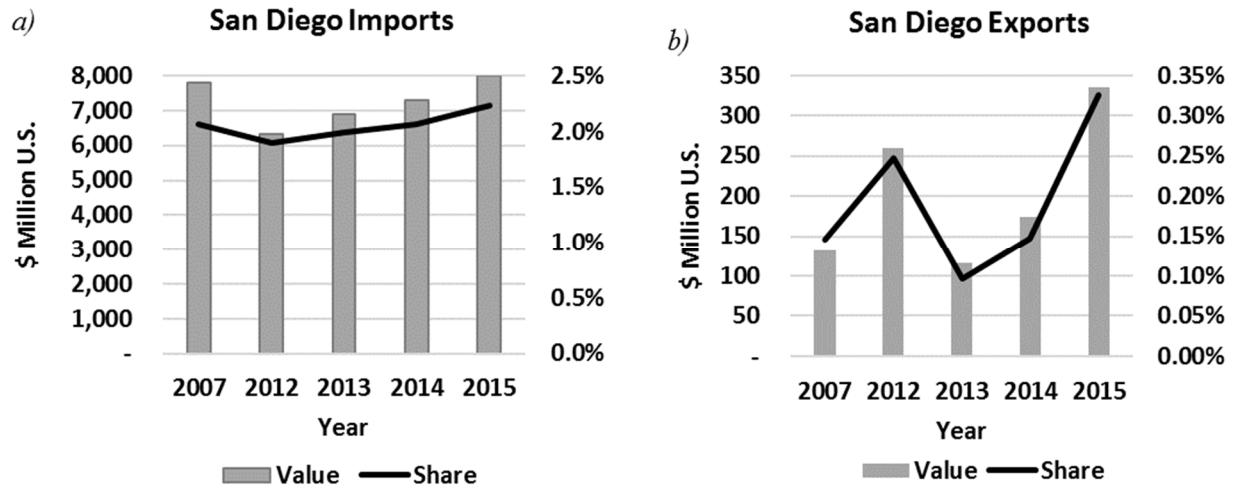 a)
San Diego Imports
8,000
7,000
6,000
5,000
4,000
3,000
2,000
1,000
-
$ Million U.S.
2.5%
2.0%
1.5%
1.0%
0.5%
0.0%
2007 2012 2013 2014 2015
Year
Value Share
b)
San Diego Exports
350
300
250
200
150
100
50
-
$ Million U.S.
0.35%
0.30%
0.25%
0.20%
0.15%
0.10%
0.05%
0.00%
2007 2012 2013 2014 2015
Year
Value Share